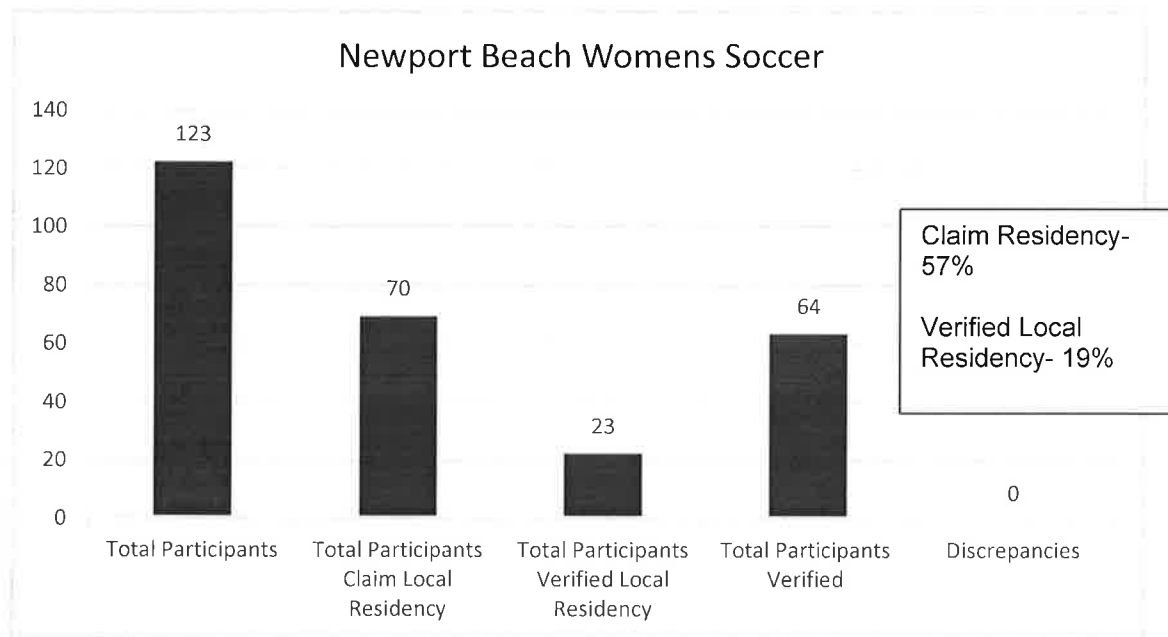 Newport Beach Womens Soccer
140
120
100
80
60
40
20
0
123
70
23
64
0
Total Participants
Total Participants
Claim Local
Residency
Total Participants
Verified Local
Residency
Total Participants
Verified
Discrepancies
Claim Residency-
57%
Verified Local
Residency- 19%